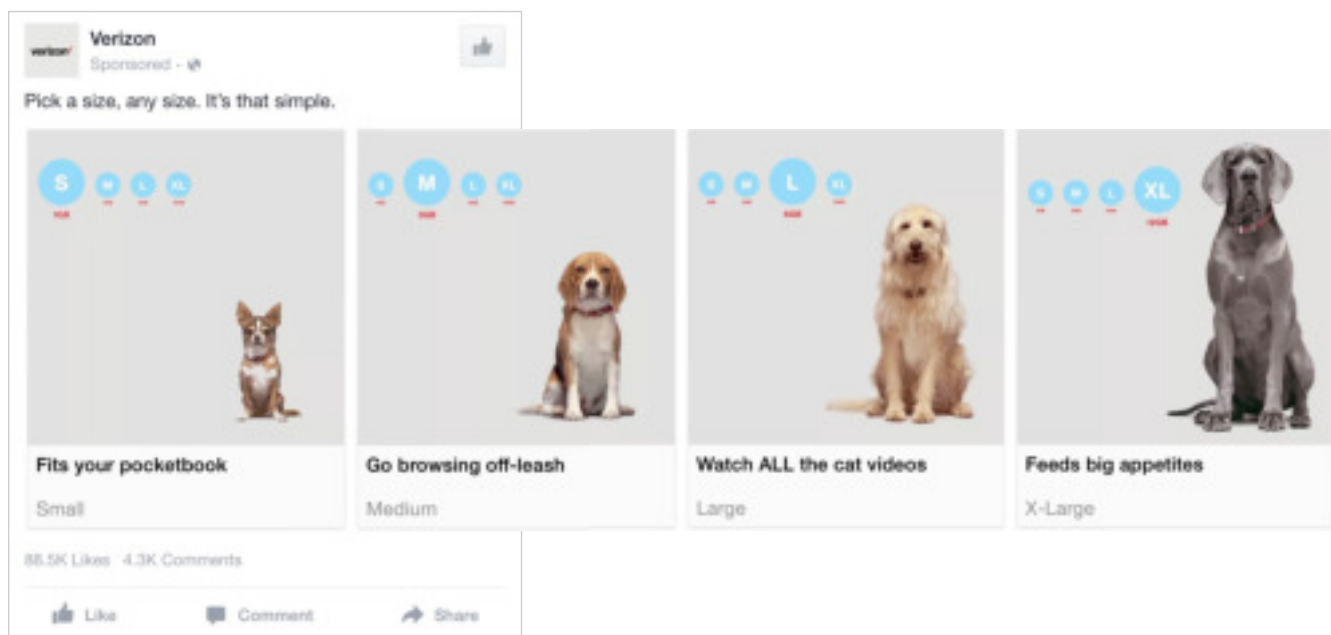 verizon
Verizon
Sponsored
Pick a size, any size. It's that simple.
S M L XL
Fits your pocketbook
Small
S M L XL
Go browsing off-leash
Medium
S M L XL
Watch ALL the cat videos
Large
S M L XL
Feeds big appetites
X-Large
88.5K Likes 4.3K Comments
Like Comment Share